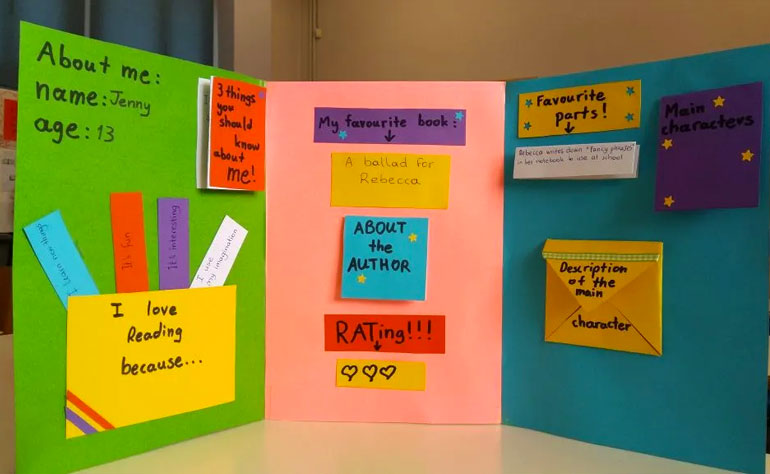 About me:
name: Jenny
age: 13
3 things
you
should
know
about
me!
I learn new things
It's fun
It's interesting
I use
my imagination
I love
Reading
because...
My favourite book:
A ballad for
Rebecca
ABOUT
the
AUTHOR
RATing!!!
Favourite
parts!
Rebecca writes down "fancy phrases"
in her notebook to use at school
Main
characters
Description
of the
main
character